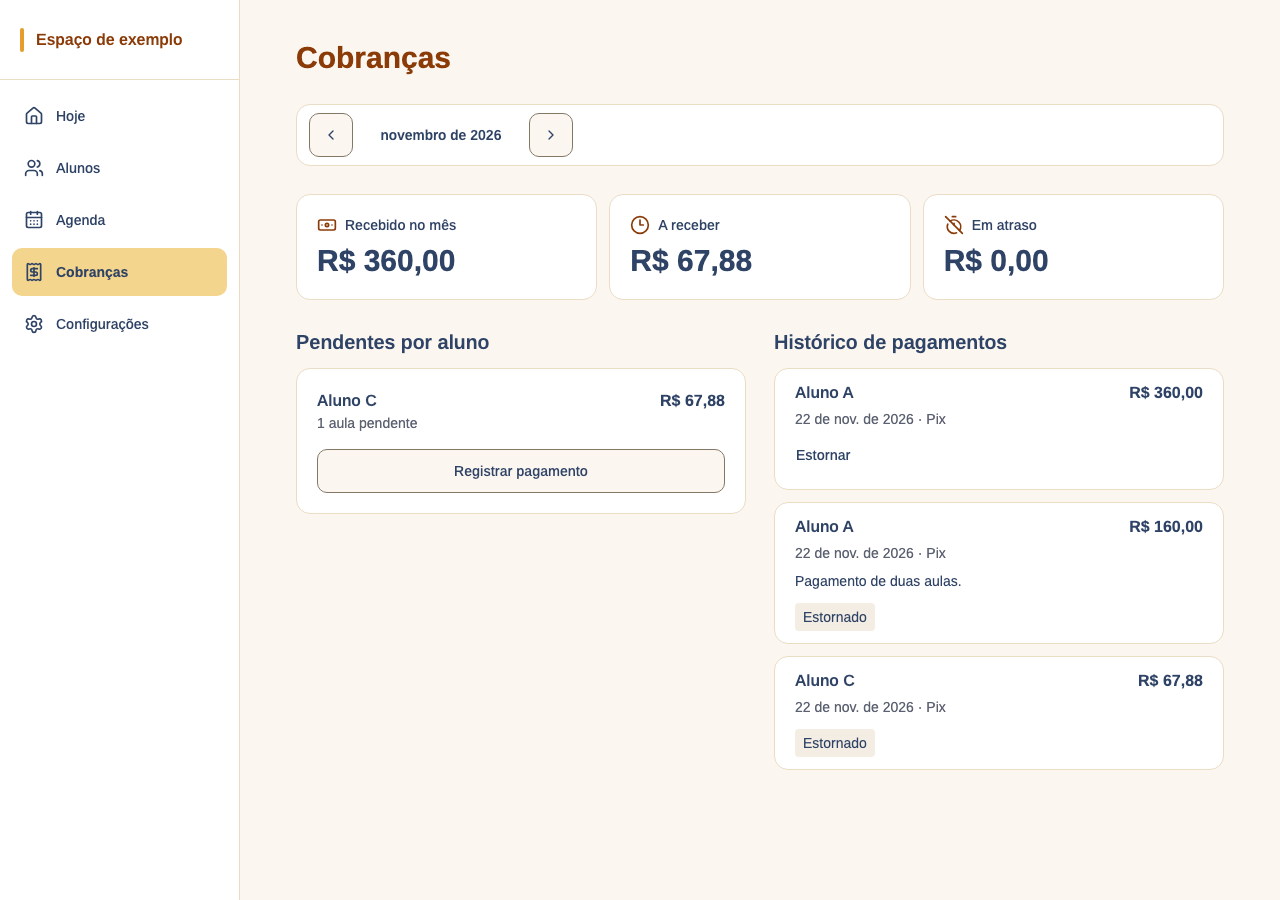 Espaço de exemplo
Hoje
Alunos
Agenda
Cobranças
Configurações
Cobranças
novembro de 2026
Recebido no mês
R$ 360,00
A receber
R$ 67,88
Em atraso
R$ 0,00
Pendentes por aluno
Aluno C
R$ 67,88
1 aula pendente
Registrar pagamento
Histórico de pagamentos
Aluno A
R$ 360,00
22 de nov. de 2026 · Pix
Estornar
Aluno A
R$ 160,00
22 de nov. de 2026 · Pix
Pagamento de duas aulas.
Estornado
Aluno C
R$ 67,88
22 de nov. de 2026 · Pix
Estornado